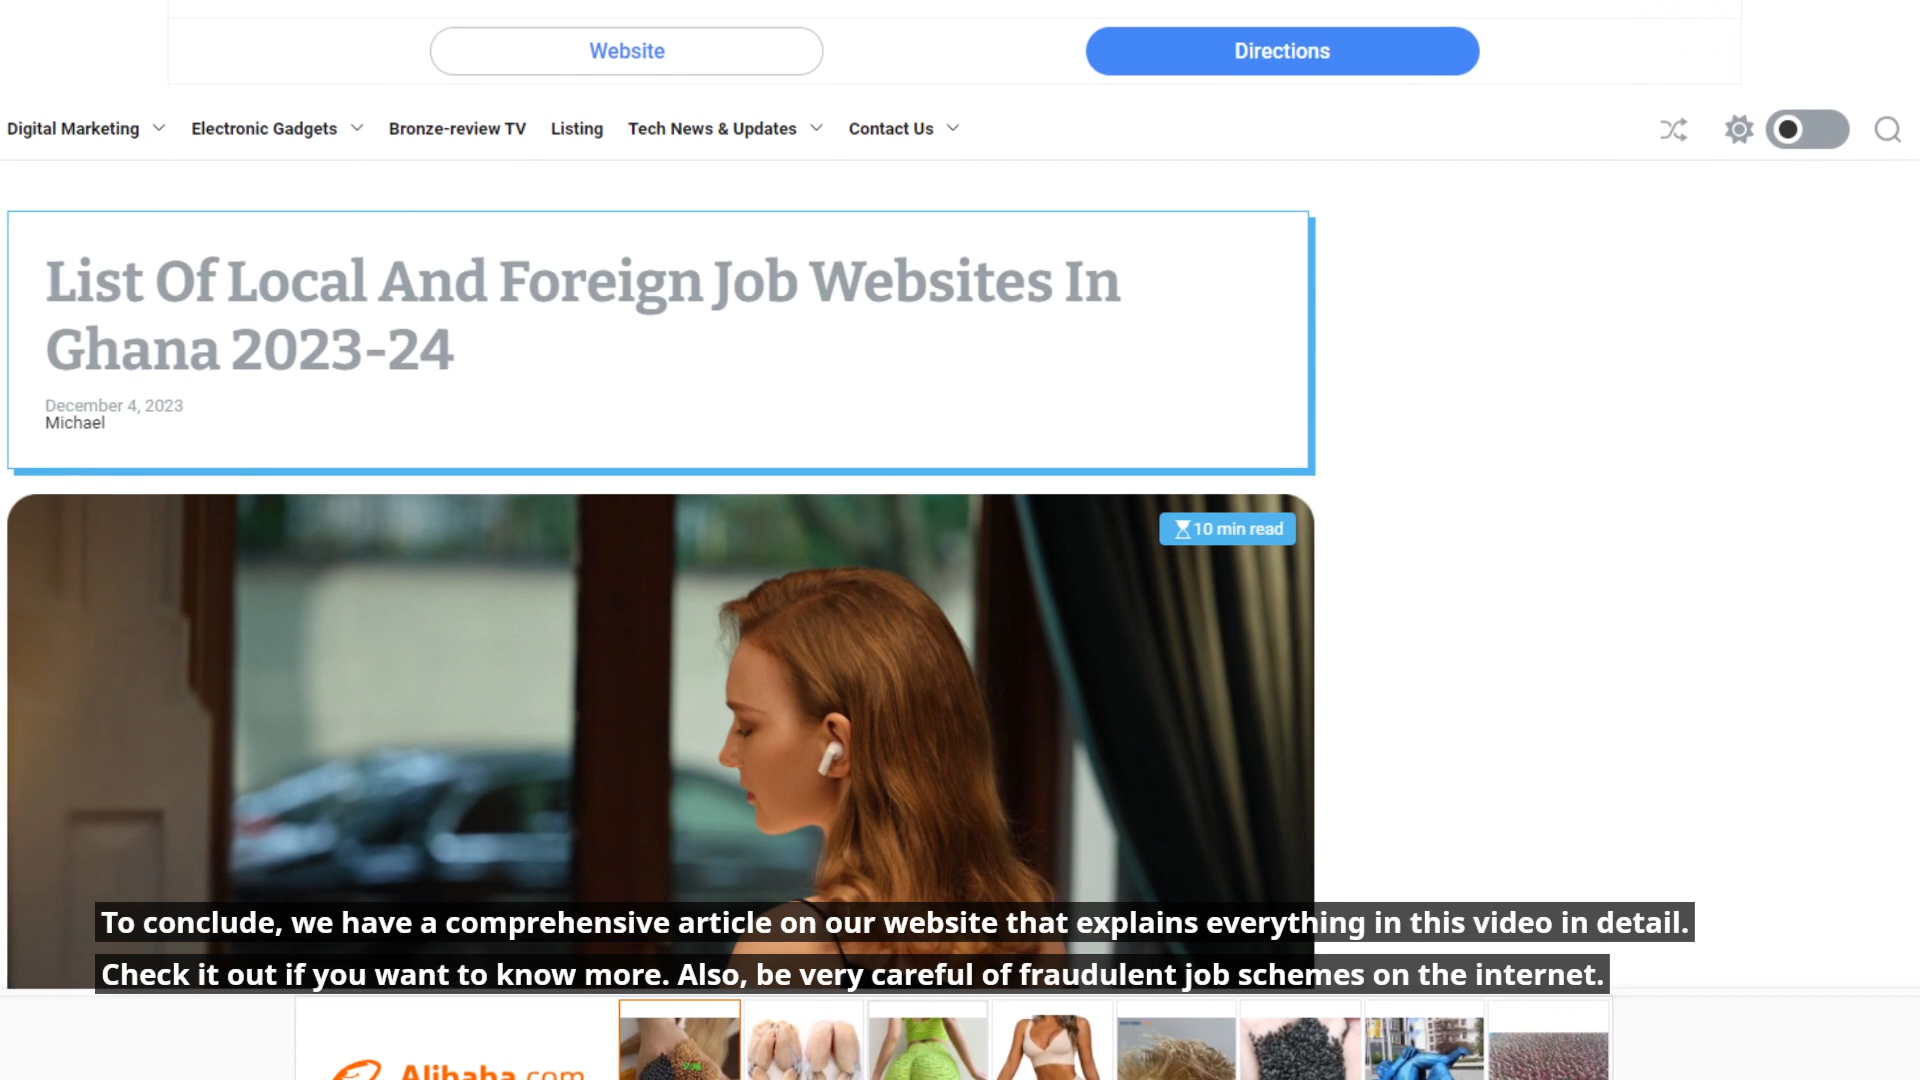 Website
Directions
Digital Marketing
Electronic Gadgets
Bronze-review TV
Listing
Tech News & Updates
Contact Us
List Of Local And Foreign Job Websites In
Ghana 2023-24
December 4, 2023
Michael
10 min read
To conclude, we have a comprehensive article on our website that explains everything in this video in detail.
Check it out if you want to know more. Also, be very careful of fraudulent job schemes on the internet.
Alibaba.com